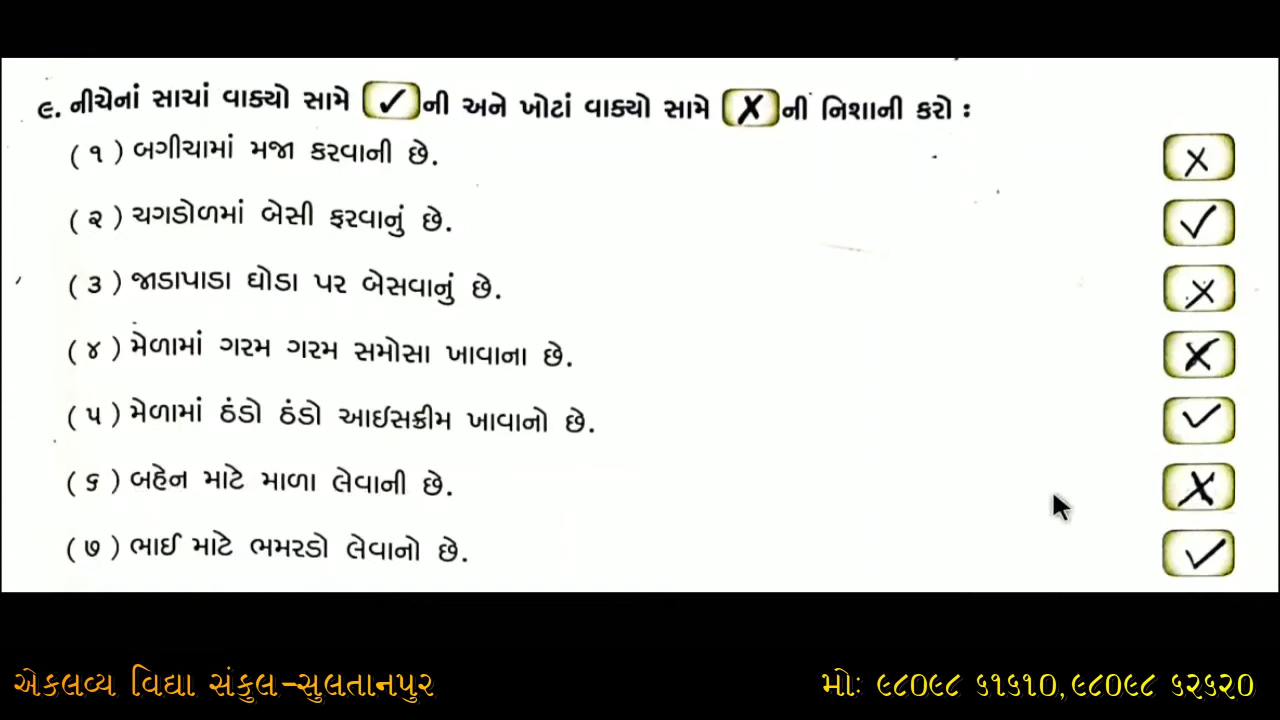 ૯. નીચેનાં સાચાં વાક્યો સામે ✓ ની અને ખોટાં વાક્યો સામે ✗ ની નિશાની કરો :
(૧) બગીચામાં મજા કરવાની છે. ✗
(૨) ચગડોળમાં બેસી ફરવાનું છે. ✓
(૩) જાડાપાડા ઘોડા પર બેસવાનું છે. ✗
(૪) મેળામાં ગરમ ગરમ સમોસા ખાવાના છે. ✗
(૫) મેળામાં ઠંડો ઠંડો આઈસક્રીમ ખાવાનો છે. ✓
(૬) બહેન માટે માળા લેવાની છે. ✗
(૭) ભાઈ માટે ભમરડો લેવાનો છે. ✓
એકલવ્ય વિદ્યા સંકુલ-સુલતાનપુર
મોઃ ૯૮૦૯૮ ૬૧૬૧૦,૯૮૦૯૮ ૬૨૬૨૦